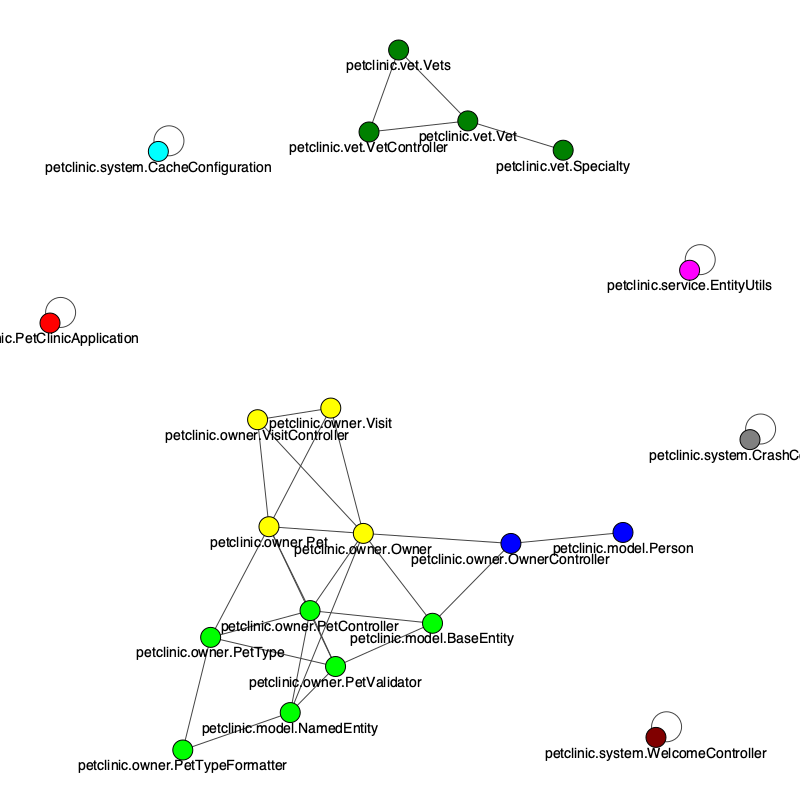 petclinic.vet.Vets
petclinic.vet.Vet
petclinic.vet.VetController
petclinic.system.CacheConfiguration
petclinic.vet.Specialty
petclinic.service.EntityUtils
ic.PetClinicApplication
petclinic.owner.Visit
petclinic.owner.VisitController
petclinic.system.CrashC
petclinic.owner.Pet
petclinic.owner.Owner
petclinic.model.Person
petclinic.owner.OwnerController
petclinic.owner.PetController
petclinic.model.BaseEntity
petclinic.owner.PetType
petclinic.owner.PetValidator
petclinic.model.NamedEntity
petclinic.system.WelcomeController
petclinic.owner.PetTypeFormatter